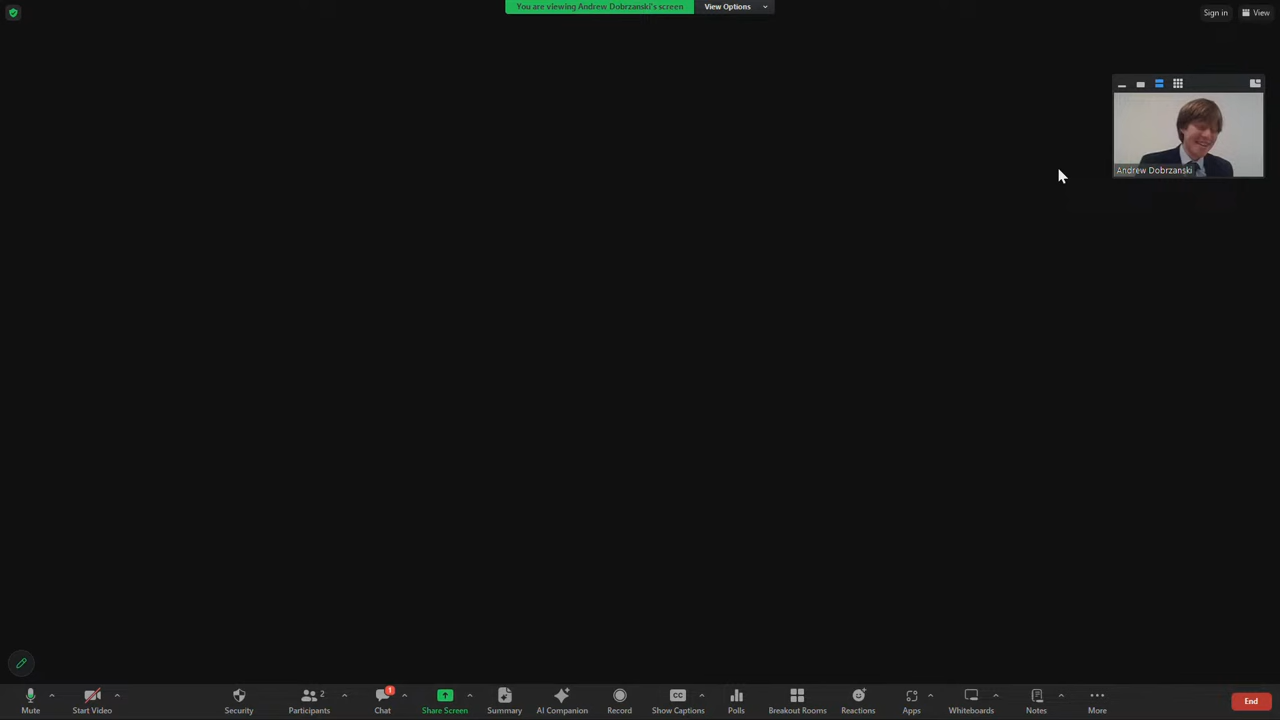 You are viewing Andrew Dobrzanski's screen View Options
Sign in View
Andrew Dobrzanski
1
2
CC
Mute Start Video Security Participants Chat Share Screen Summary AI Companion Record Show Captions Polls Breakout Rooms Reactions Apps Whiteboards Notes More End